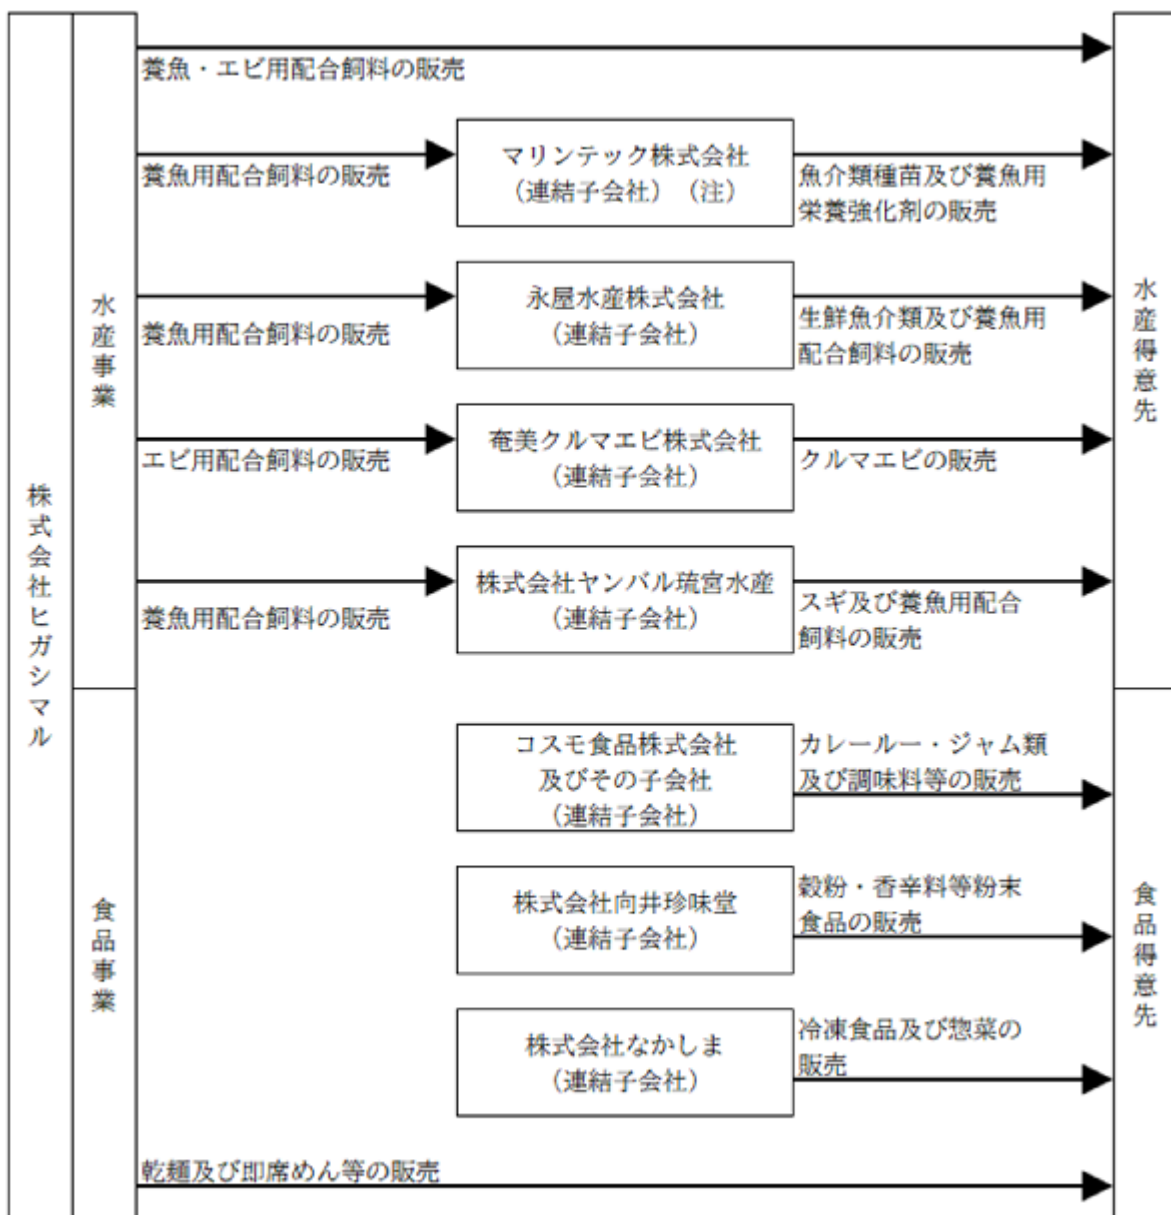 株式会社ヒガシマル
水産事業
養魚・エビ用配合飼料の販売
養魚用配合飼料の販売
マリンテック株式会社
（連結子会社）（注）
魚介類種苗及び養魚用
栄養強化剤の販売
養魚用配合飼料の販売
永屋水産株式会社
（連結子会社）
生鮮魚介類及び養魚用
配合飼料の販売
エビ用配合飼料の販売
奄美クルマエビ株式会社
（連結子会社）
クルマエビの販売
養魚用配合飼料の販売
株式会社ヤンバル琉宮水産
（連結子会社）
スギ及び養魚用配合
飼料の販売
水産得意先
食品事業
コスモ食品株式会社
及びその子会社
（連結子会社）
カレールー・ジャム類
及び調味料等の販売
株式会社向井珍味堂
（連結子会社）
穀粉・香辛料等粉末
食品の販売
株式会社なかしま
（連結子会社）
冷凍食品及び惣菜の
販売
乾麺及び即席めん等の販売
食品得意先